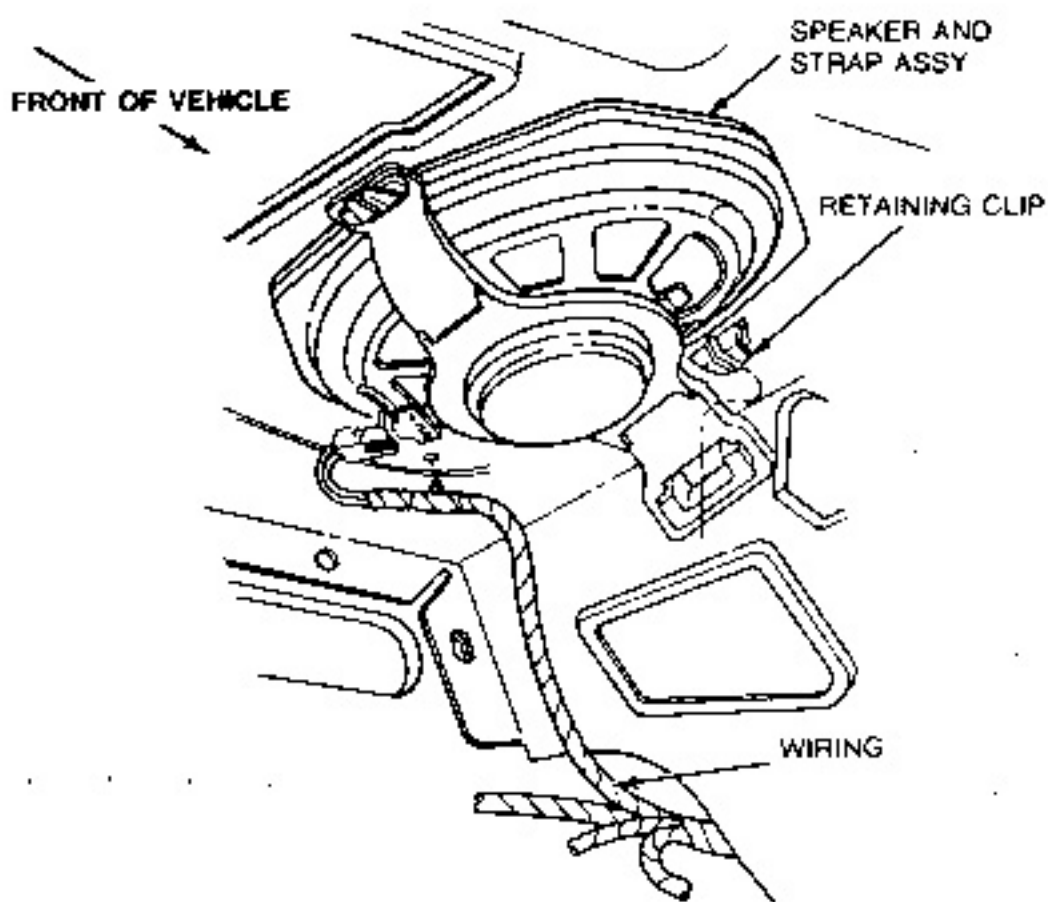 SPEAKER AND
STRAP ASSY
FRONT OF VEHICLE
RETAINING CLIP
WIRING